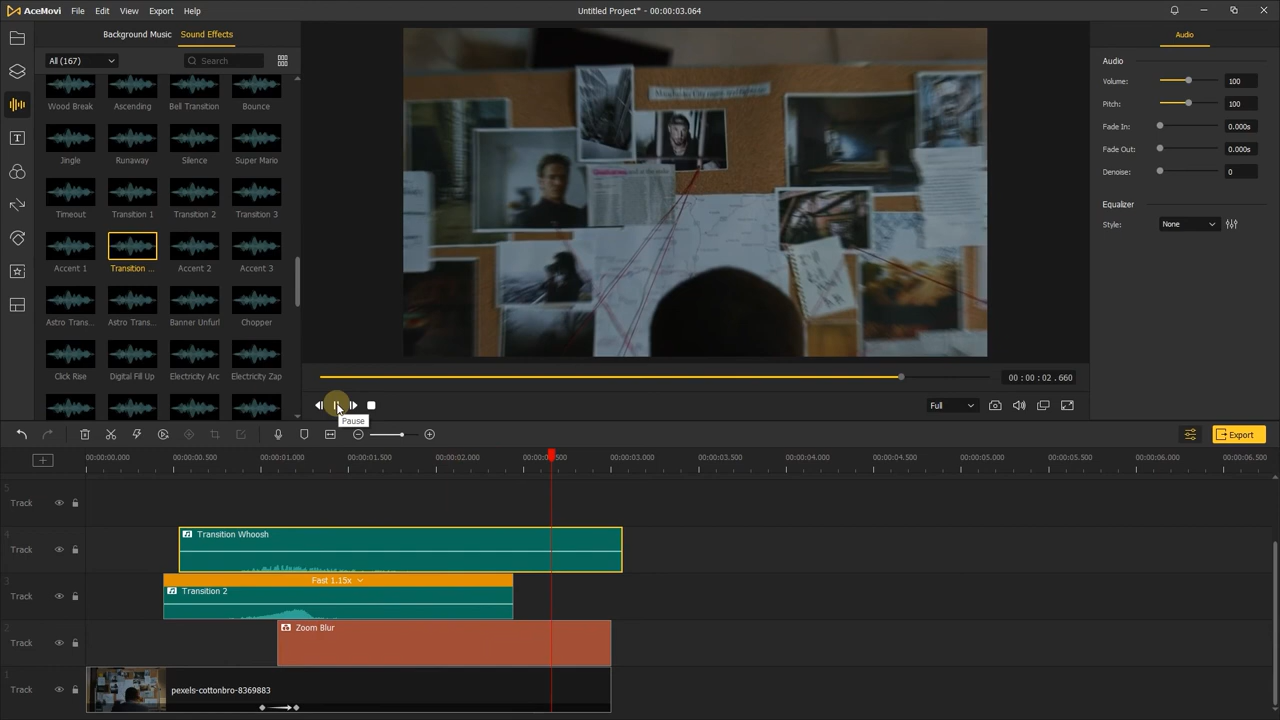 AceMovi
File
Edit
View
Export
Help
Untitled Project* - 00:00:03.064
Background Music
Sound Effects
All (167)
Search
Wood Break
Ascending
Bell Transition
Bounce
Jingle
Runaway
Silence
Super Mario
Timeout
Transition 1
Transition 2
Transition 3
Accent 1
Transition ...
Accent 2
Accent 3
Astro Trans...
Astro Trans...
Banner Unfurl
Chopper
Click Rise
Digital Fill Up
Electricity Arc
Electricity Zap
00 : 00 : 02 . 660
Pause
Full
Audio
Audio
Volume:
100
Pitch:
100
Fade In:
0.000s
Fade Out:
0.000s
Denoise:
0
Equalizer
Style:
None
Export
00:00:00.000
00:00:00.500
00:00:01.000
00:00:01.500
00:00:02.000
00:00:03.000
00:00:03.500
00:00:04.000
00:00:04.500
00:00:05.000
00:00:05.500
00:00:06.000
00:00:06.500
5
Track
4
Track
Transition Whoosh
3
Track
Fast 1.15x
Transition 2
2
Track
Zoom Blur
1
Track
pexels-cottonbro-8369883